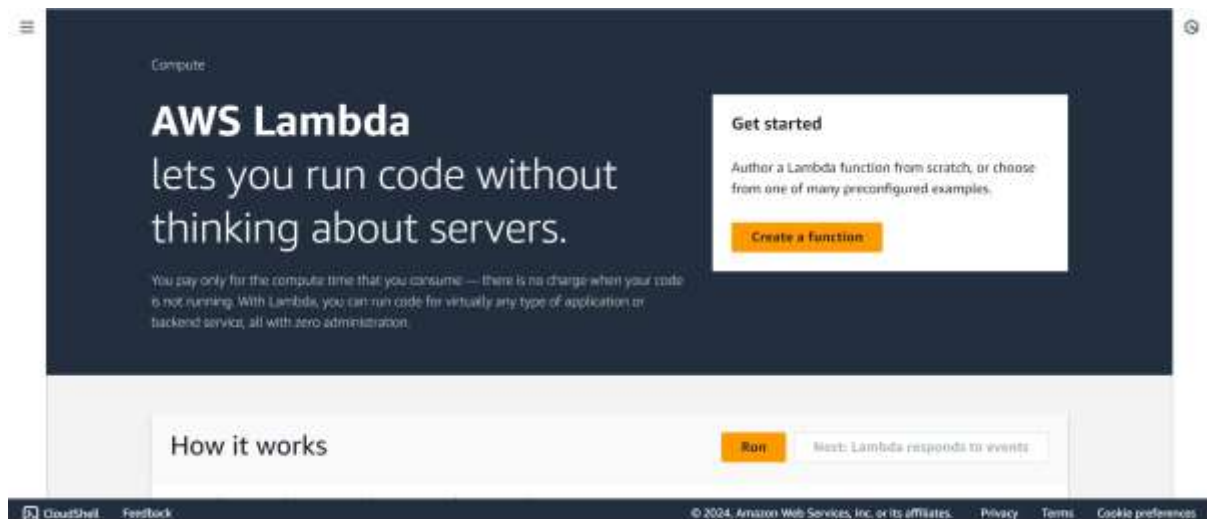 Compute
AWS Lambda
lets you run code without
thinking about servers.
You pay only for the compute time that you consume — there is no charge when your code
is not running. With Lambda, you can run code for virtually any type of application or
backend service, all with zero administration.
Get started
Author a Lambda function from scratch, or choose
from one of many preconfigured examples.
Create a function
How it works
Run
Next: Lambda responds to events
CloudShell Feedback
© 2024, Amazon Web Services, Inc. or its affiliates. Privacy Terms Cookie preferences